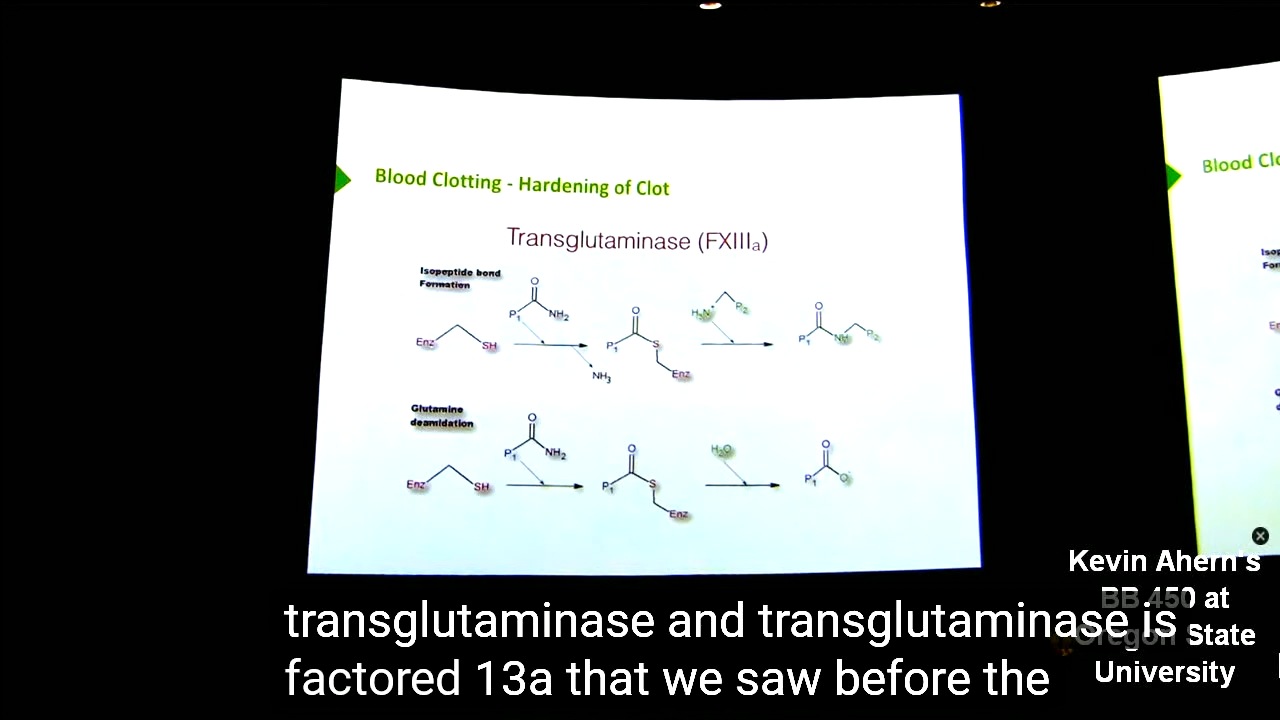 Blood Clotting - Hardening of Clot
Transglutaminase (FXIIIa)
Isopeptide bond
Formation
O
P1
NH2
H2N+
P2
O
O
Enz
SH
P1
S
P1
NH
P2
NH3
Enz
Glutamine
deamidation
O
P1
NH2
H2O
O
O
Enz
SH
P1
S
P1
O-
Enz
Blood Clo
Isop
For
Kevin Ahern's
BB 450 at
Oregon State
University
transglutaminase and transglutaminase is
factored 13a that we saw before the